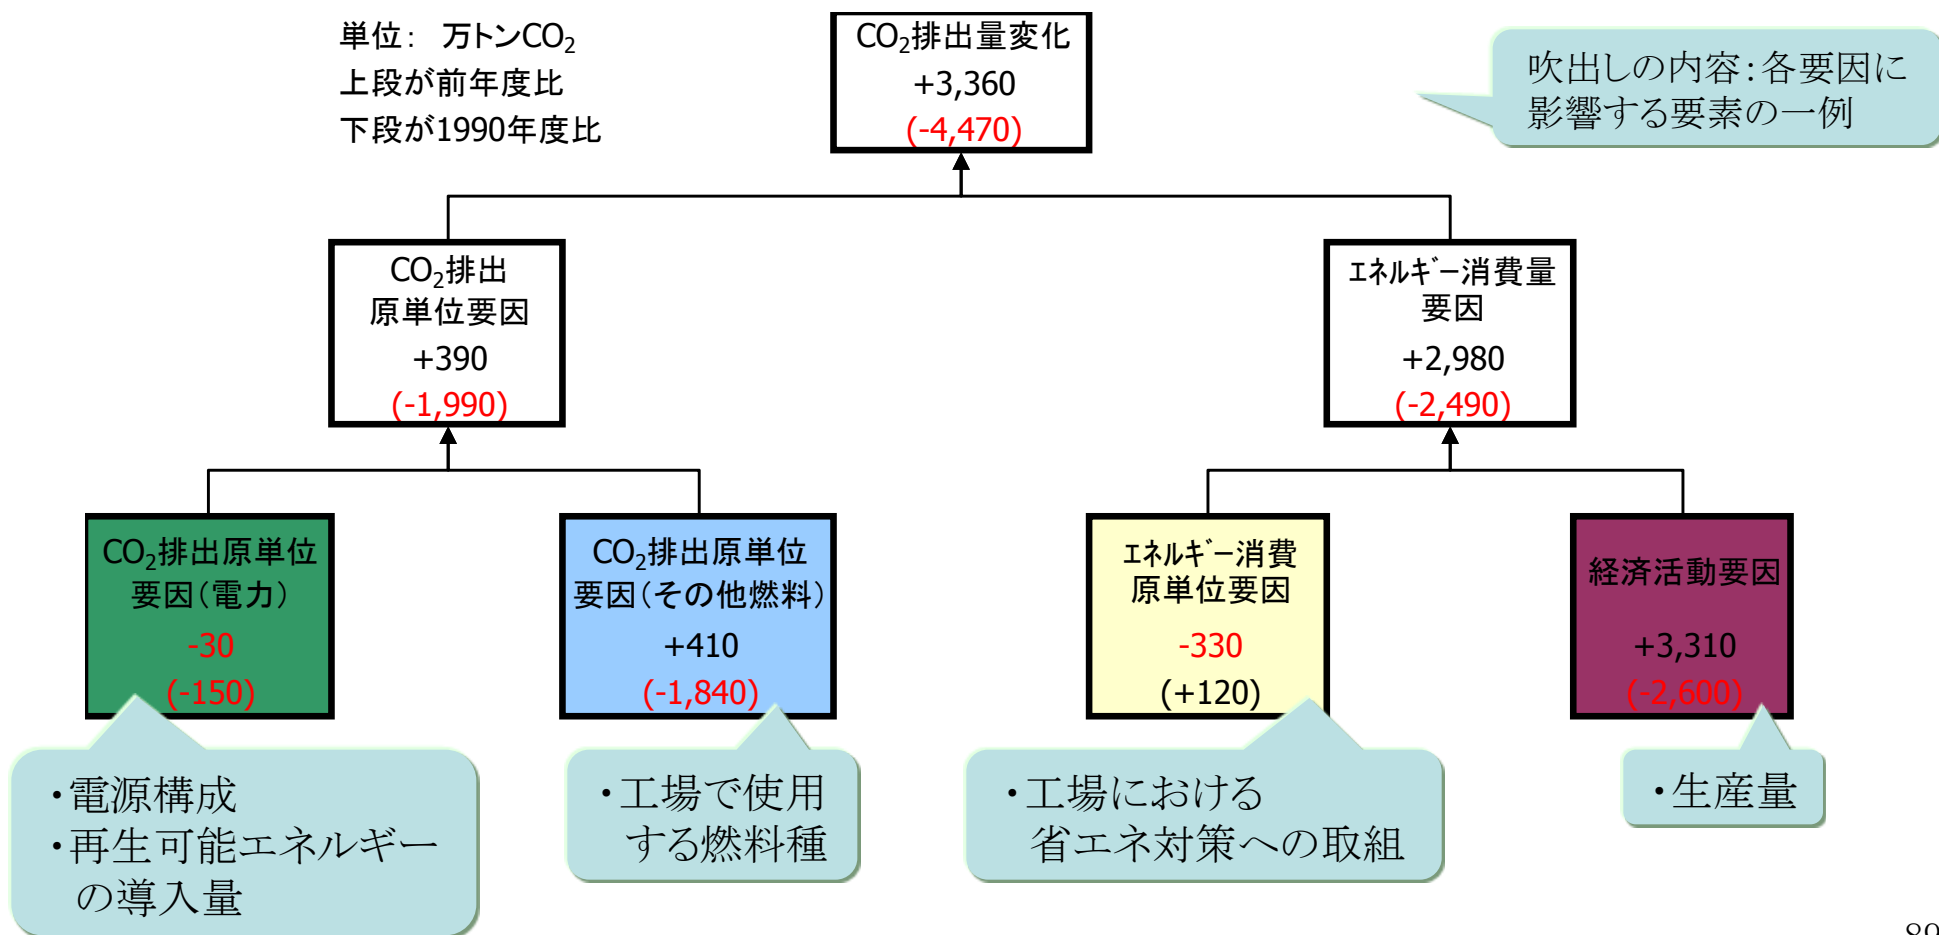 単位： 万トンCO₂
上段が前年度比
下段が1990年度比
CO₂排出量変化
+3,360
(-4,470)
吹出しの内容：各要因に
影響する要素の一例
CO₂排出
原単位要因
+390
(-1,990)
ｴﾈﾙｷﾞｰ消費量
要因
+2,980
(-2,490)
CO₂排出原単位
要因（電力）
-30
(-150)
CO₂排出原単位
要因（その他燃料）
+410
(-1,840)
ｴﾈﾙｷﾞｰ消費
原単位要因
-330
(+120)
経済活動要因
+3,310
(-2,600)
・電源構成
・再生可能エネルギー
の導入量
・工場で使用
する燃料種
・工場における
省エネ対策への取組
・生産量